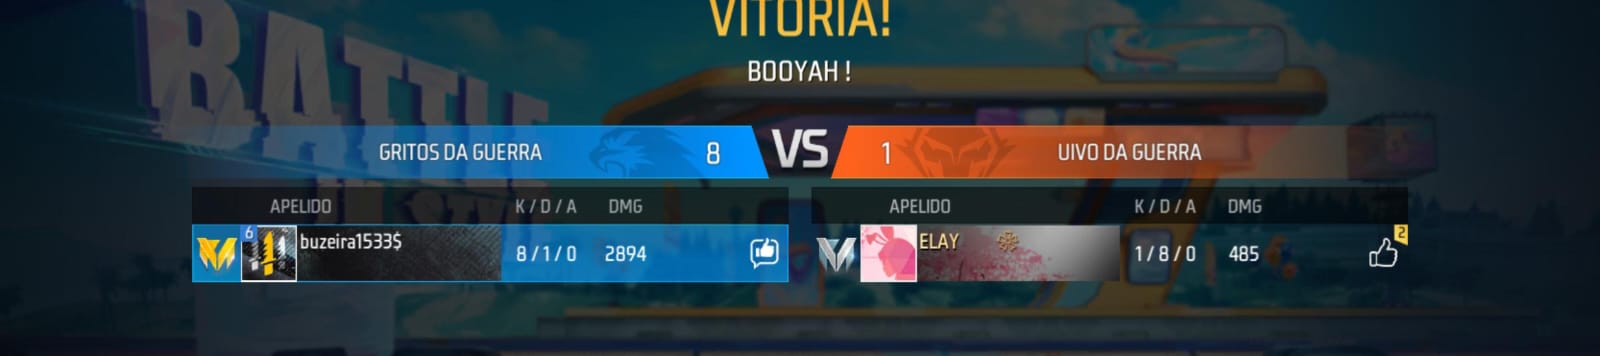 VITÓRIA!
BOOYAH !
BATTLE
GRITOS DA GUERRA 8 VS 1 UIVO DA GUERRA
APELIDO K / D / A DMG APELIDO K / D / A DMG
6 buzeira1533$ 8 / 1 / 0 2894 ELAY 1 / 8 / 0 485 2